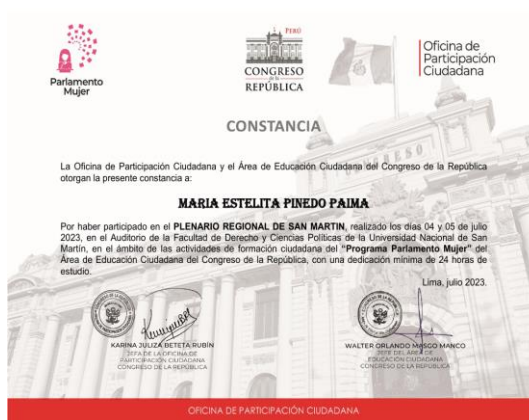 Parlamento
Mujer
PERÚ
CONGRESO
de la
REPÚBLICA
Oficina de
Participación
Ciudadana
CONSTANCIA
La Oficina de Participación Ciudadana y el Área de Educación Ciudadana del Congreso de la República
otorgan la presente constancia a:
MARIA ESTELITA PINEDO PAIMA
Por haber participado en el PLENARIO REGIONAL DE SAN MARTIN, realizado los días 04 y 05 de julio
2023, en el Auditorio de la Facultad de Derecho y Ciencias Políticas de la Universidad Nacional de San
Martín, en el ámbito de las actividades de formación ciudadana del "Programa Parlamento Mujer" del
Área de Educación Ciudadana del Congreso de la República, con una dedicación mínima de 24 horas de
estudio.
Lima, julio 2023.
KARINA JULIZA BETETA RUBÍN
JEFA DE LA OFICINA DE
PARTICIPACIÓN CIUDADANA
CONGRESO DE LA REPÚBLICA
WALTER ORLANDO MASGO MANCO
JEFE DEL ÁREA DE
EDUCACIÓN CIUDADANA
CONGRESO DE LA REPÚBLICA
OFICINA DE PARTICIPACIÓN CIUDADANA